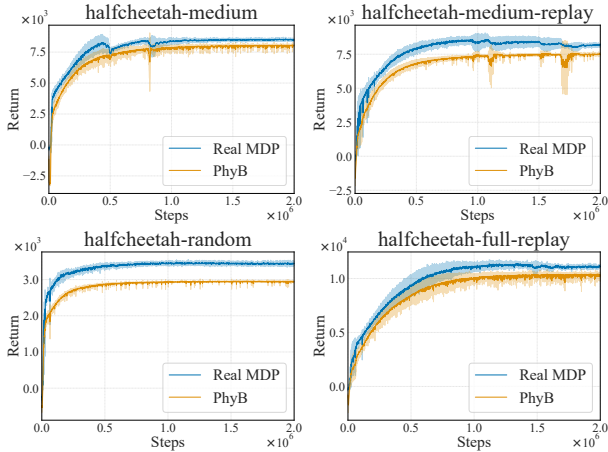 halfcheetah-medium
×10³
7.5
5.0
2.5
0.0
−2.5
Return
Real MDP
PhyB
0.0 0.5 1.0 1.5 2.0
Steps
×10⁶
halfcheetah-medium-replay
×10³
7.5
5.0
2.5
0.0
−2.5
Return
Real MDP
PhyB
0.0 0.5 1.0 1.5 2.0
Steps
×10⁶
halfcheetah-random
×10³
3.0
2.0
1.0
0.0
Return
Real MDP
PhyB
0.0 0.5 1.0 1.5 2.0
Steps
×10⁶
halfcheetah-full-replay
×10⁴
1.0
0.5
0.0
Return
Real MDP
PhyB
0.0 0.5 1.0 1.5 2.0
Steps
×10⁶